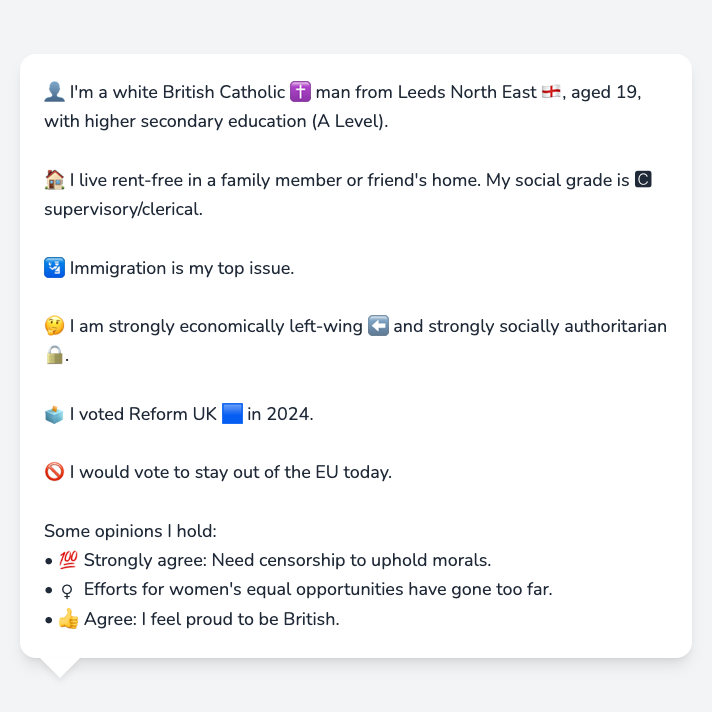 👤 I'm a white British Catholic ✝️ man from Leeds North East 🏴󠁧󠁢󠁥󠁮󠁧󠁿, aged 19,
with higher secondary education (A Level).
🏠 I live rent-free in a family member or friend's home. My social grade is 🅲
supervisory/clerical.
🛂 Immigration is my top issue.
🤔 I am strongly economically left-wing ⬅️ and strongly socially authoritarian
🔒.
🗳️ I voted Reform UK 🟦 in 2024.
🚫 I would vote to stay out of the EU today.
Some opinions I hold:
• 💯 Strongly agree: Need censorship to uphold morals.
• ♀ Efforts for women's equal opportunities have gone too far.
• 👍 Agree: I feel proud to be British.